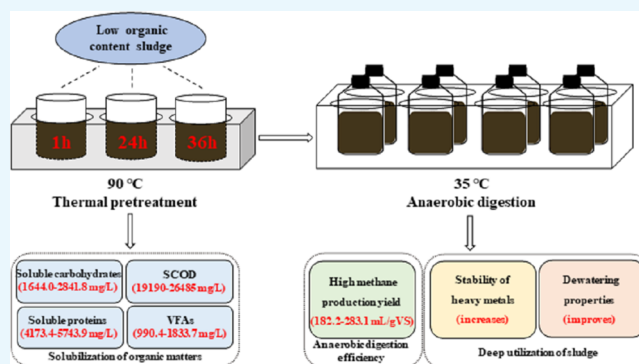 Low organic
content sludge
1h
24h
36h
90 °C
Thermal pretreatment
35 °C
Anaerobic digestion
Soluble carbohydrates
(1644.0-2841.8 mg/L)
SCOD
(19190-26485 mg/L)
Soluble proteins
(4173.4-5743.9 mg/L)
VFAs
(990.4-1833.7 mg/L)
Solubilization of organic matters
High methane
production yield
(182.2-283.1 mL/gVS)
Anaerobic digestion
efficiency
Stability of
heavy metals
(increases)
Dewatering
properties
(improves)
Deep utilization of sludge